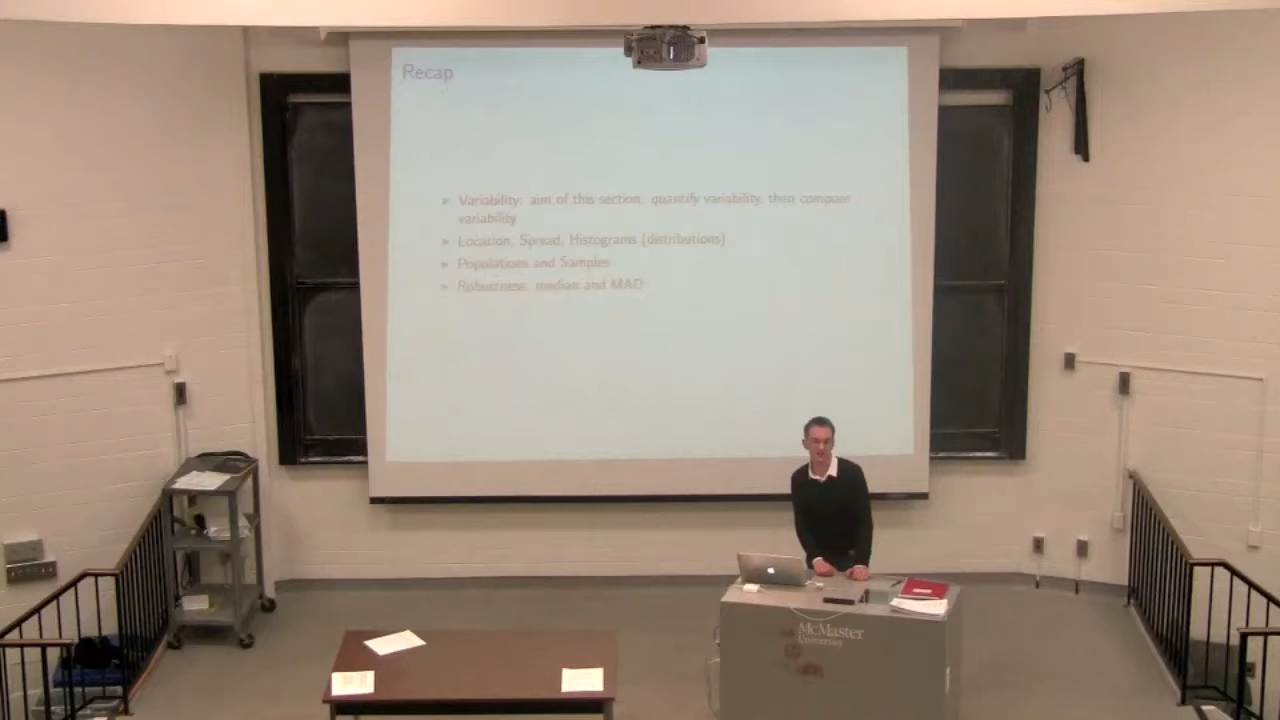 Recap
Variability: aim of this section, quantify variability, then compare
variability
Location, Spread, Histograms (distributions)
Populations and Samples
Robustness: median and MAD
McMaster
University